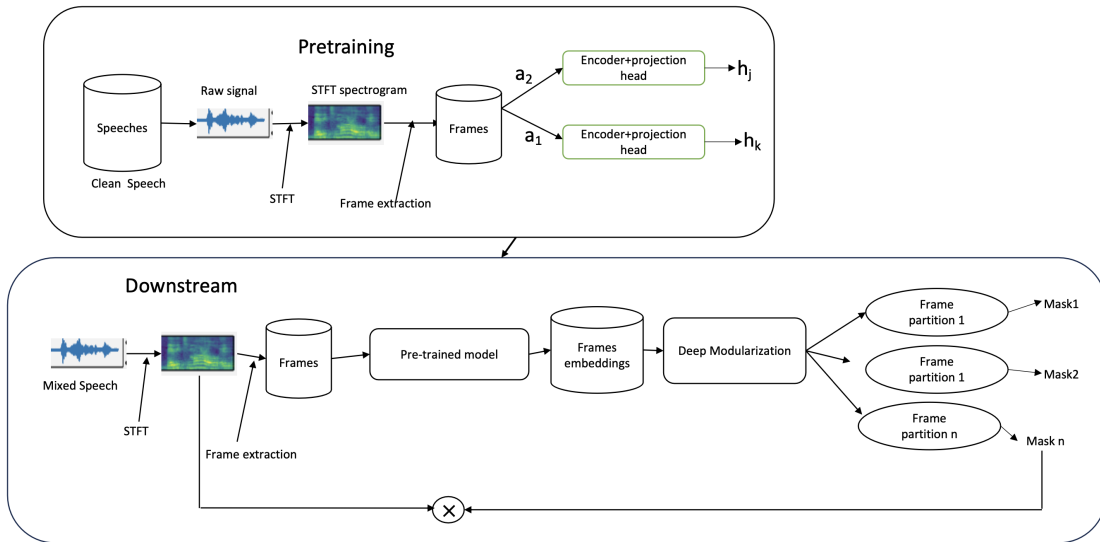 Pretraining
Raw signal
STFT spectrogram
Speeches
Clean Speech
STFT
Frame extraction
Frames
a2
a1
Encoder+projection
head
hj
Encoder+projection
head
hk
Downstream
Mixed Speech
STFT
Frame extraction
Frames
Pre-trained model
Frames
embeddings
Deep Modularization
Frame
partition 1
Mask1
Frame
partition 1
Mask2
Frame
partition n
Mask n